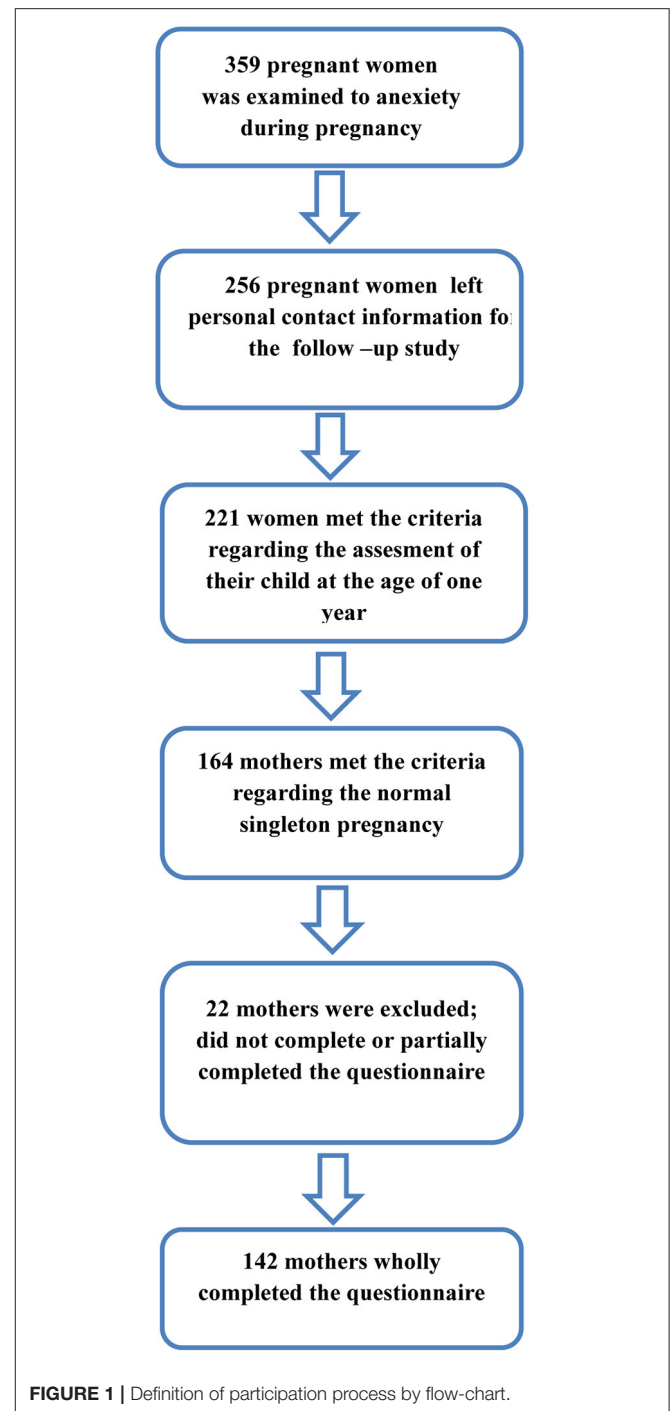 359 pregnant women
was examined to anexiety
during pregnancy
256 pregnant women left
personal contact information for
the follow –up study
221 women met the criteria
regarding the assesment of
their child at the age of one
year
164 mothers met the criteria
regarding the normal
singleton pregnancy
22 mothers were excluded;
did not complete or partially
completed the questionnaire
142 mothers wholly
completed the questionnaire
FIGURE 1 | Definition of participation process by flow-chart.